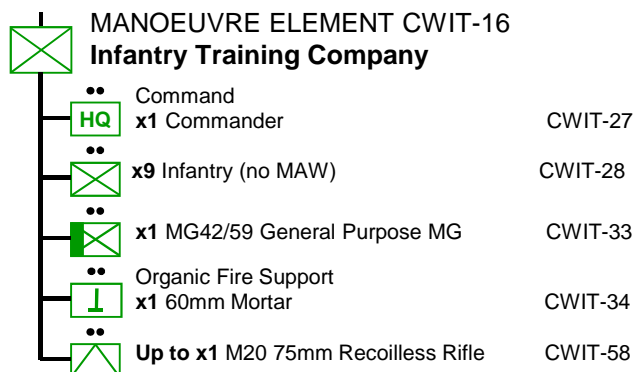 MANOEUVRE ELEMENT CWIT-16
Infantry Training Company
Command
HQ x1 Commander CWIT-27
x9 Infantry (no MAW) CWIT-28
x1 MG42/59 General Purpose MG CWIT-33
Organic Fire Support
x1 60mm Mortar CWIT-34
Up to x1 M20 75mm Recoilless Rifle CWIT-58